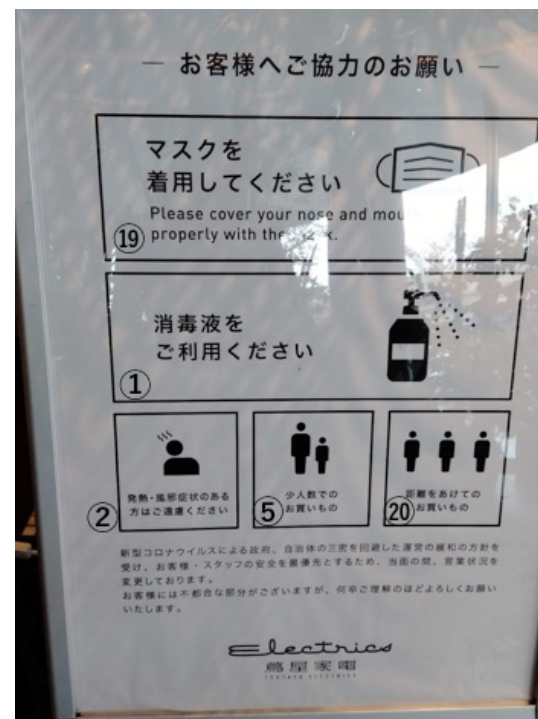 お客様へご協力のお願い
マスクを
着用してください
Please cover your nose and
properly with
⑲
消毒液を
ご利用ください
①
発熱・風邪症状のある
方はご遠慮ください
②
少人数での
お買いもの
⑤
距離をあけての
お買いもの
⑳
新型コロナウイルスによる政府、自治体の三密を回避した運営の緩和の方針を
受け、お客様・スタッフの安全を最優先とするため、当面の間、営業状況を
変更しております。
お客様には不都合な部分がございますが、何卒ご理解のほどよろしくお願い
いたします。
Electrics
蔦屋家電
TSUTAYA ELECTRICS